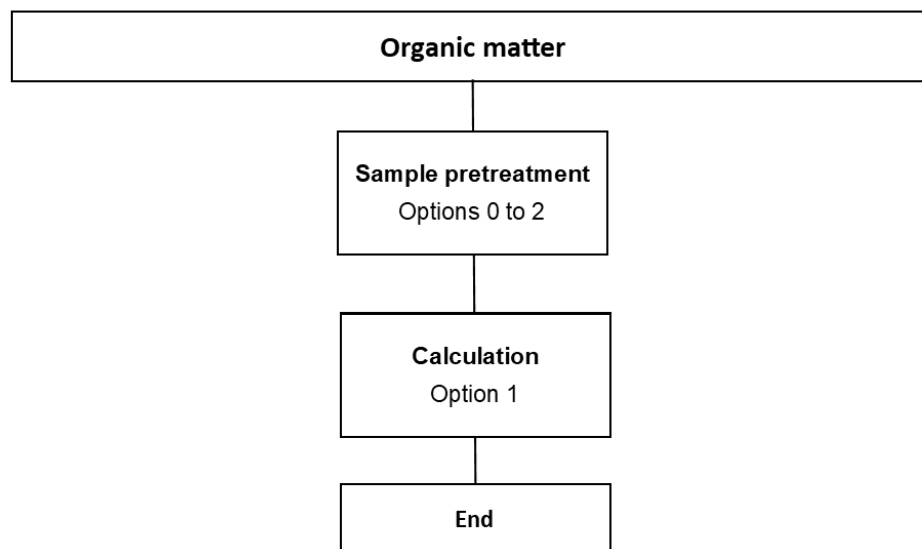 Organic matter
Sample pretreatment
Options 0 to 2
Calculation
Option 1
End